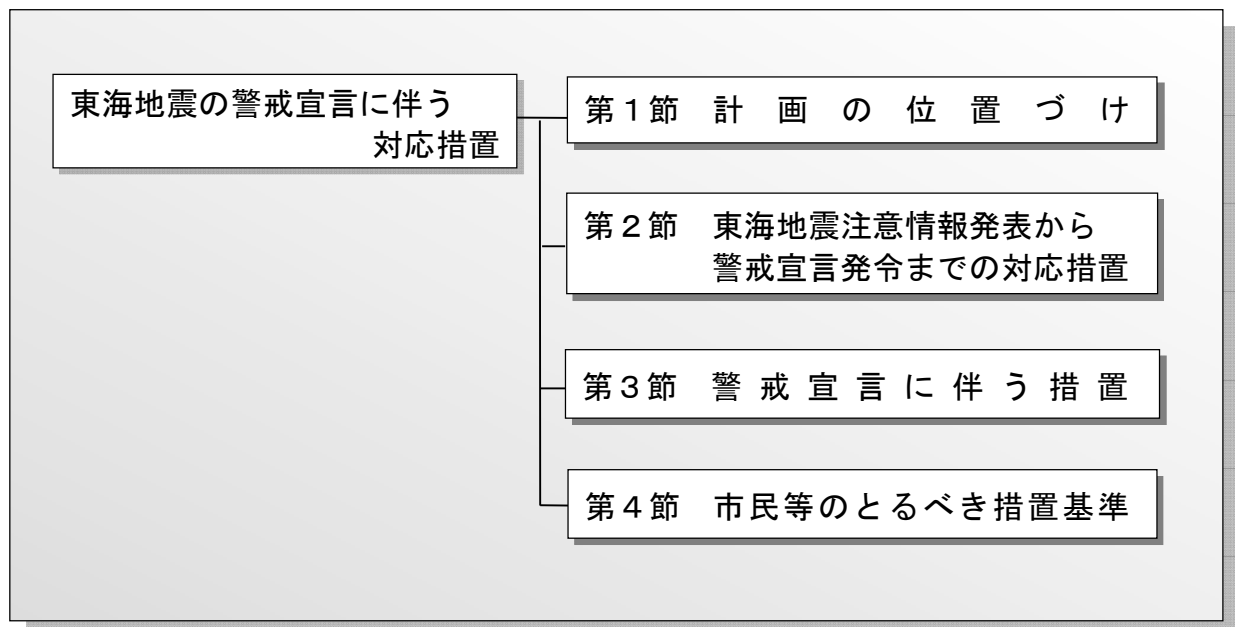 東海地震の警戒宣言に伴う
対応措置
第1節 計画の位置づけ
第2節 東海地震注意情報発表から
警戒宣言発令までの対応措置
第3節 警戒宣言に伴う措置
第4節 市民等のとるべき措置基準